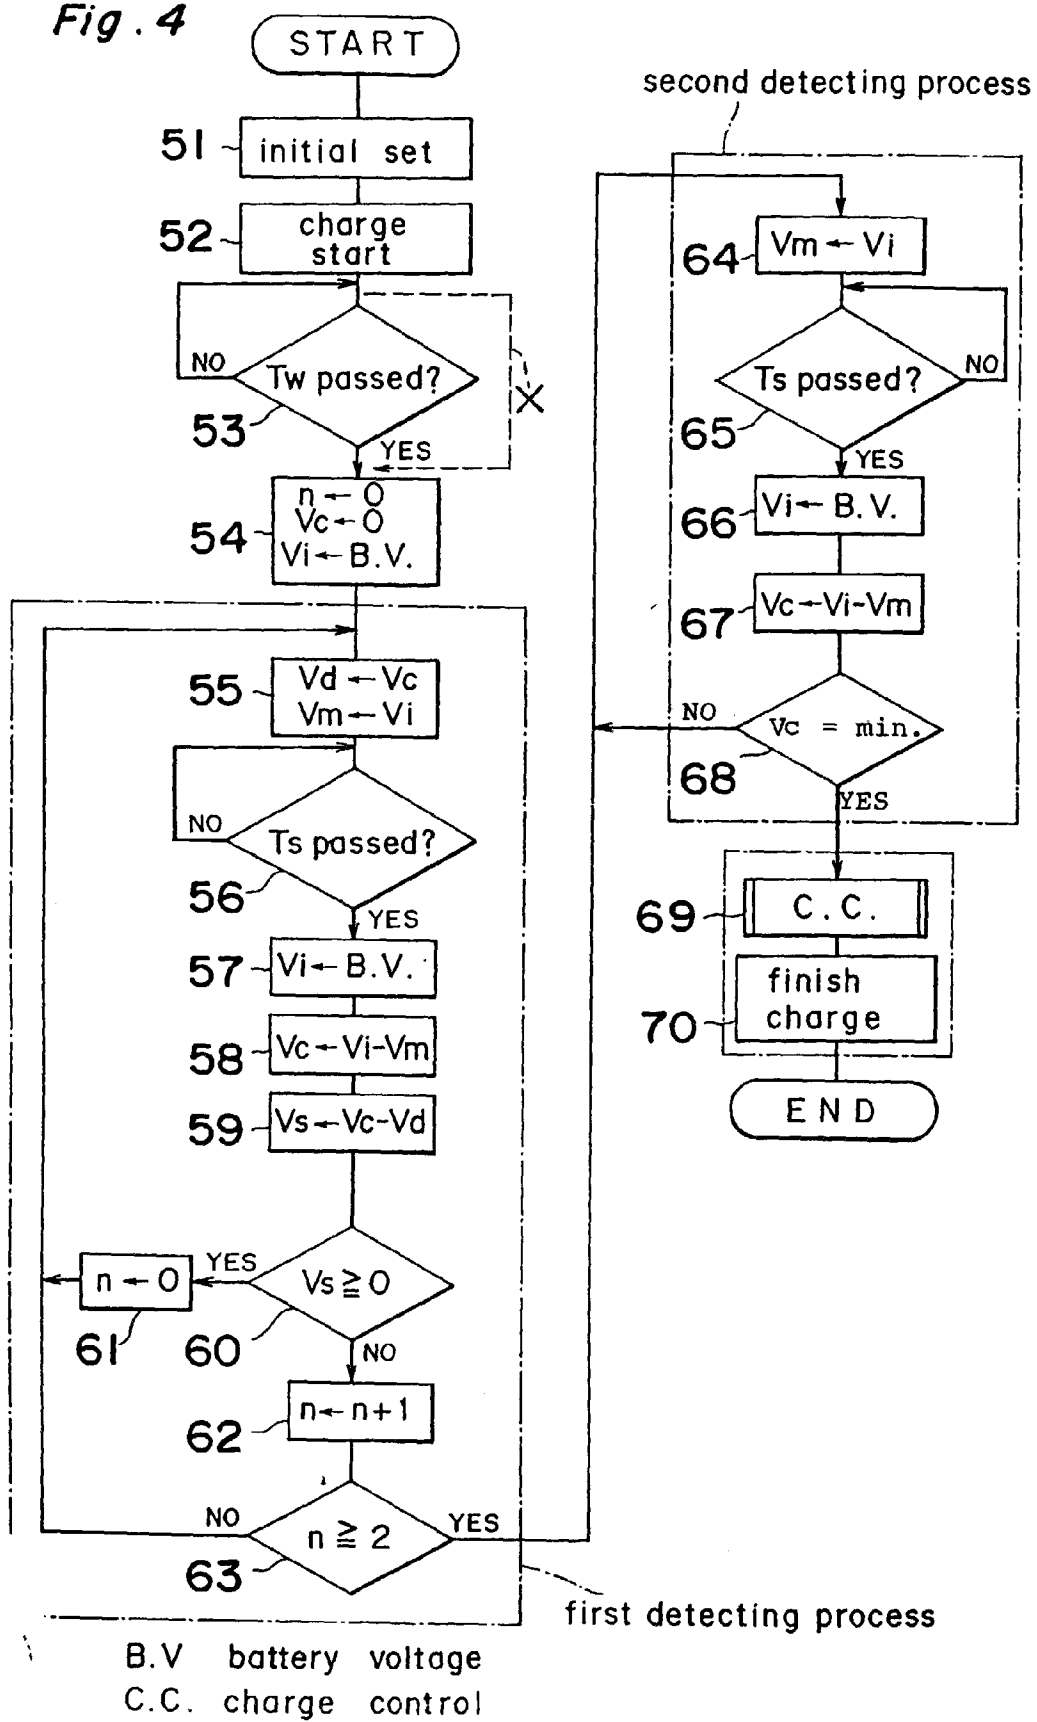 Fig. 4
START
51
initial set
52
charge
start
NO
Tw passed?
53
YES
X
54
n ← 0
Vc ← 0
Vi ← B.V.
55
Vd ← Vc
Vm ← Vi
NO
Ts passed?
56
YES
57
Vi ← B.V.
58
Vc ← Vi-Vm
59
Vs ← Vc-Vd
n ← 0
YES
Vs ≧ 0
61
60
NO
62
n ← n+1
NO
n ≧ 2
YES
63
first detecting process
second detecting process
64
Vm ← Vi
Ts passed?
NO
65
YES
66
Vi ← B.V.
67
Vc ← Vi-Vm
NO
Vc = min.
68
YES
69
C.C.
70
finish
charge
END
B.V battery voltage
C.C. charge control